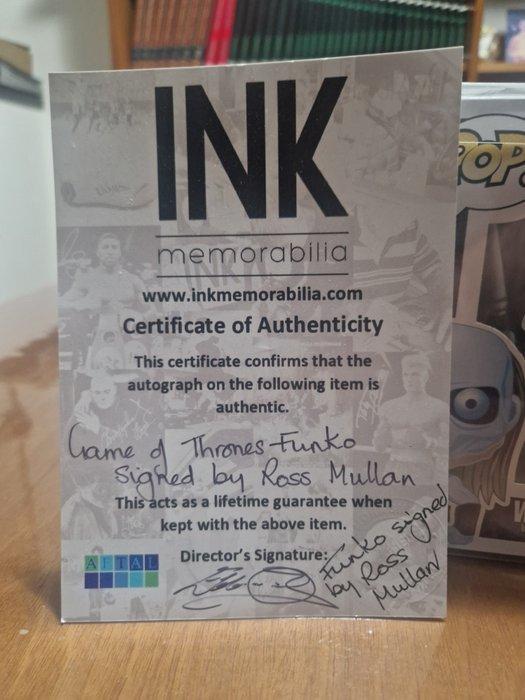 INK
memorabilia
www.inkmemorabilia.com
Certificate of Authenticity
This certificate confirms that the
autograph on the following item is
authentic.
Game of Thrones-Funko
signed by Ross Mullan
This acts as a lifetime guarantee when
kept with the above item.
Director's Signature:
Funko signed
by Ross
Mullan
AFTAL
POP